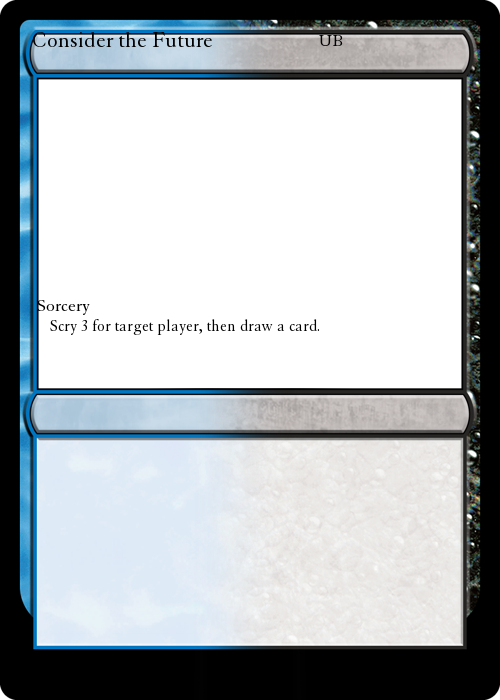 Consider the Future UB
Sorcery
Scry 3 for target player, then draw a card.